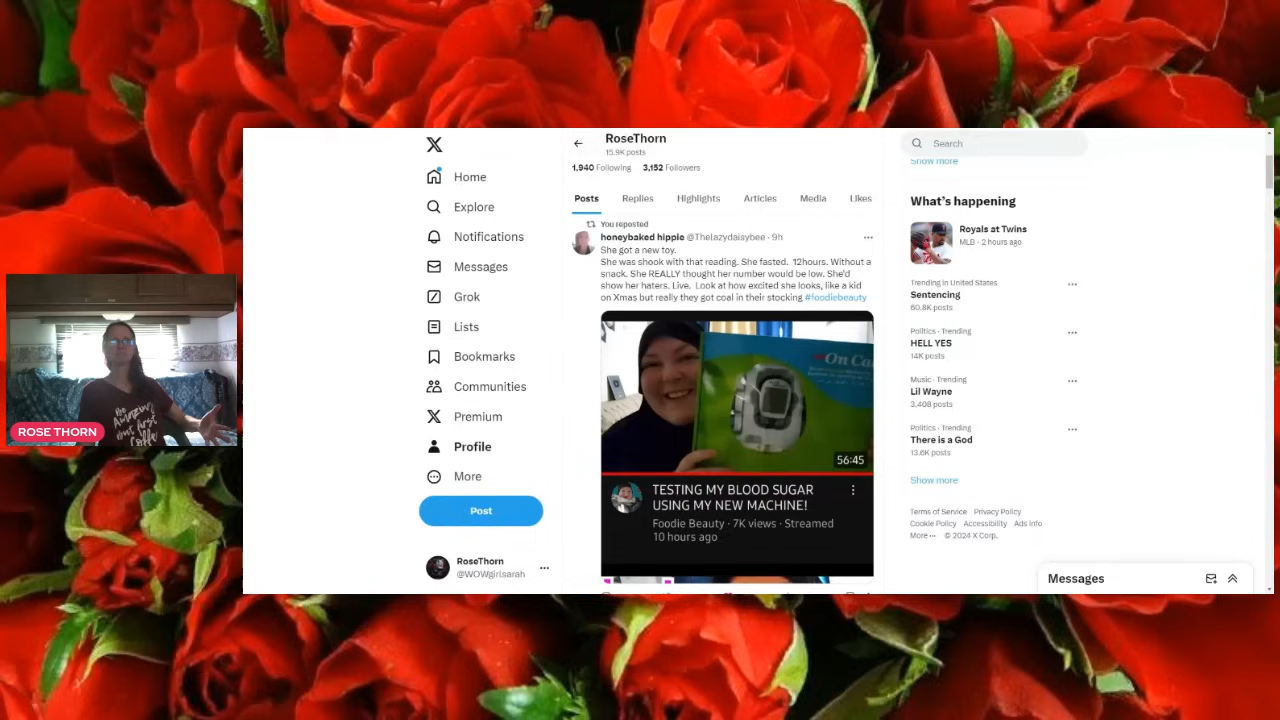 RoseThorn
15.9K posts
1,940 Following 3,152 Followers
Posts Replies Highlights Articles Media Likes
Home
Explore
Notifications
Messages
Grok
Lists
Bookmarks
Communities
Premium
Profile
More
Post
RoseThorn
@WOWgirlsarah
You reposted
honeybaked hippie @Thelazydaisybee · 9h
She got a new toy.
She was shook with that reading. She fasted. 12hours. Without a
snack. She REALLY thought her number would be low. She'd
show her haters. Live. Look at how excited she looks, like a kid
on Xmas but really they got coal in their stocking #foodiebeauty
On Ca
56:45
TESTING MY BLOOD SUGAR
USING MY NEW MACHINE!
Foodie Beauty · 7K views · Streamed
10 hours ago
Search
Show more
What's happening
Royals at Twins
MLB · 2 hours ago
Trending in United States
Sentencing
60.8K posts
Politics · Trending
HELL YES
14K posts
Music · Trending
Lil Wayne
3,408 posts
Politics · Trending
There is a God
13.6K posts
Show more
Terms of Service Privacy Policy
Cookie Policy Accessibility Ads info
More ··· © 2024 X Corp.
Messages
Be
Amazing
but first
coffee
ROSE THORN